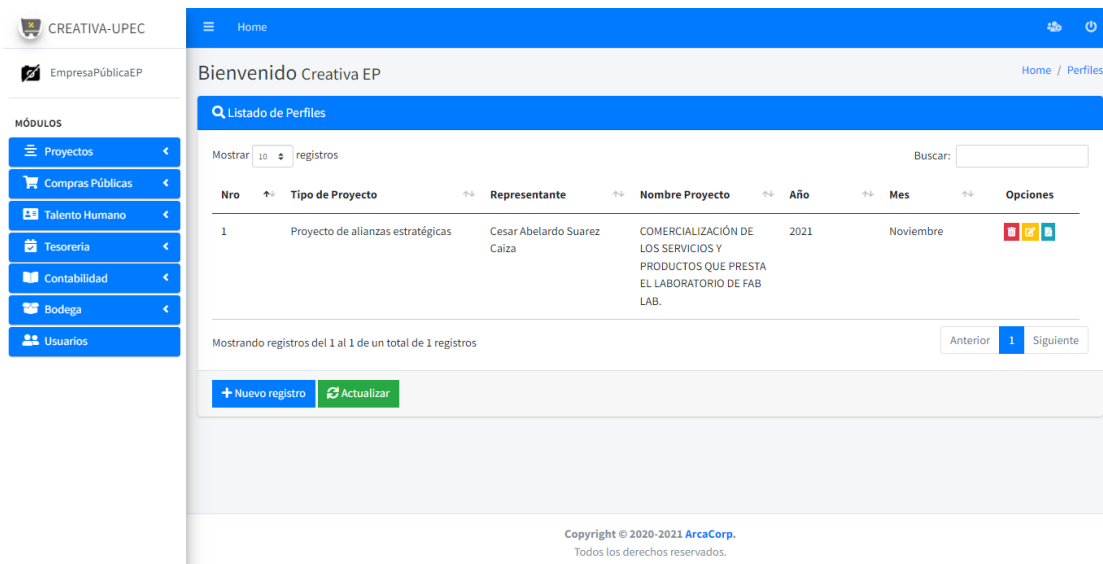 CREATIVA-UPEC
Home
EmpresaPúblicaEP
Bienvenido Creativa EP
Home / Perfiles
MÓDULOS
Proyectos
Compras Públicas
Talento Humano
Tesoreria
Contabilidad
Bodega
Usuarios
Listado de Perfiles
Mostrar 10 registros
Buscar:
Nro Tipo de Proyecto Representante Nombre Proyecto Año Mes Opciones
1 Proyecto de alianzas estratégicas Cesar Abelardo Suarez COMERCIALIZACIÓN DE 2021 Noviembre
Caiza LOS SERVICIOS Y
PRODUCTOS QUE PRESTA
EL LABORATORIO DE FAB
LAB.
Mostrando registros del 1 al 1 de un total de 1 registros
Anterior 1 Siguiente
Nuevo registro Actualizar
Copyright © 2020-2021 ArcaCorp.
Todos los derechos reservados.